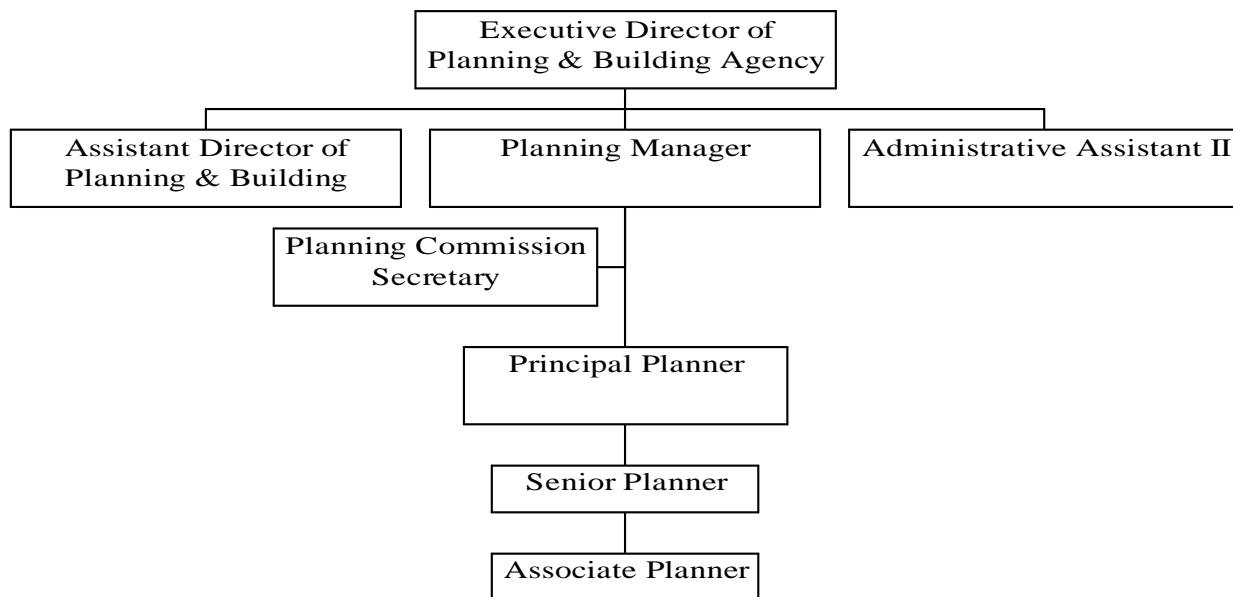 Executive Director of
Planning & Building Agency
Assistant Director of
Planning & Building
Planning Manager
Administrative Assistant II
Planning Commission
Secretary
Principal Planner
Senior Planner
Associate Planner